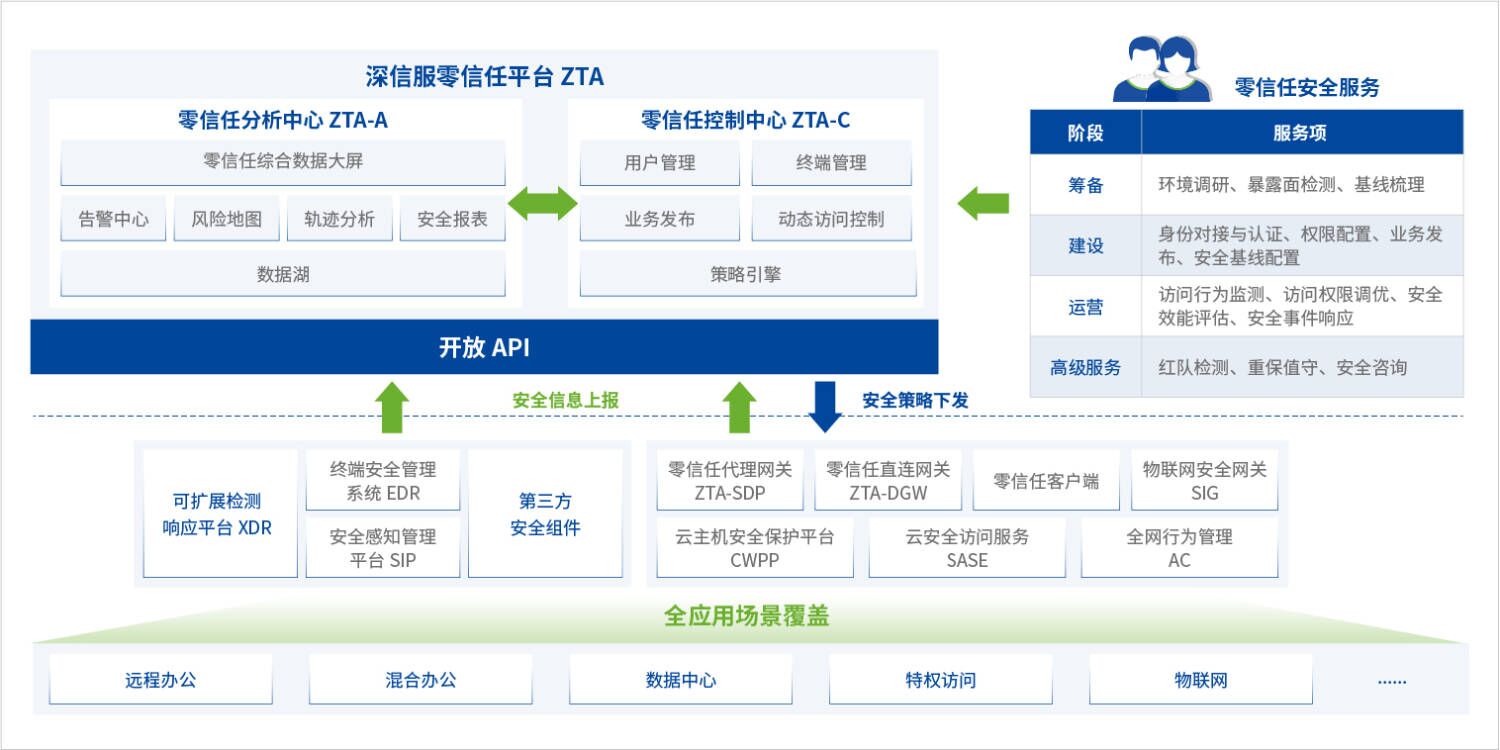 深信服零信任平台 ZTA
零信任分析中心 ZTA-A
零信任综合数据大屏
告警中心
风险地图
轨迹分析
安全报表
数据湖
零信任控制中心 ZTA-C
用户管理
终端管理
业务发布
动态访问控制
策略引擎
开放 API
零信任安全服务
阶段
服务项
筹备
环境调研、暴露面检测、基线梳理
建设
身份对接与认证、权限配置、业务发
布、安全基线配置
运营
访问行为监测、访问权限调优、安全
效能评估、安全事件响应
高级服务
红队检测、重保值守、安全咨询
安全信息上报
安全策略下发
可扩展检测
响应平台 XDR
终端安全管理
系统 EDR
安全感知管理
平台 SIP
第三方
安全组件
零信任代理网关
ZTA-SDP
零信任直连网关
ZTA-DGW
零信任客户端
物联网安全网关
SIG
云主机安全保护平台
CWPP
云安全访问服务
SASE
全网行为管理
AC
全应用场景覆盖
远程办公
混合办公
数据中心
特权访问
物联网
······